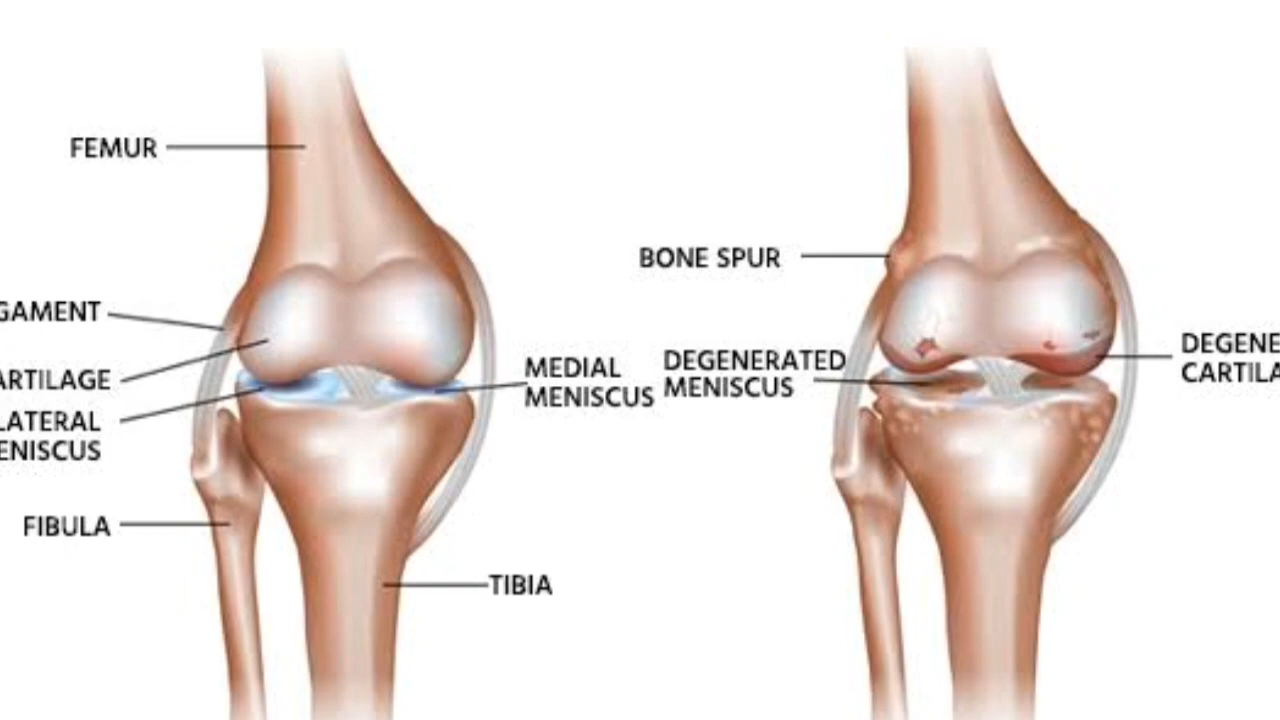 FEMUR
GAMENT
ARTILAGE
LATERAL
ENISCUS
FIBULA
MEDIAL
MENISCUS
TIBIA
BONE SPUR
DEGENERATED
MENISCUS
DEGENE
CARTILA